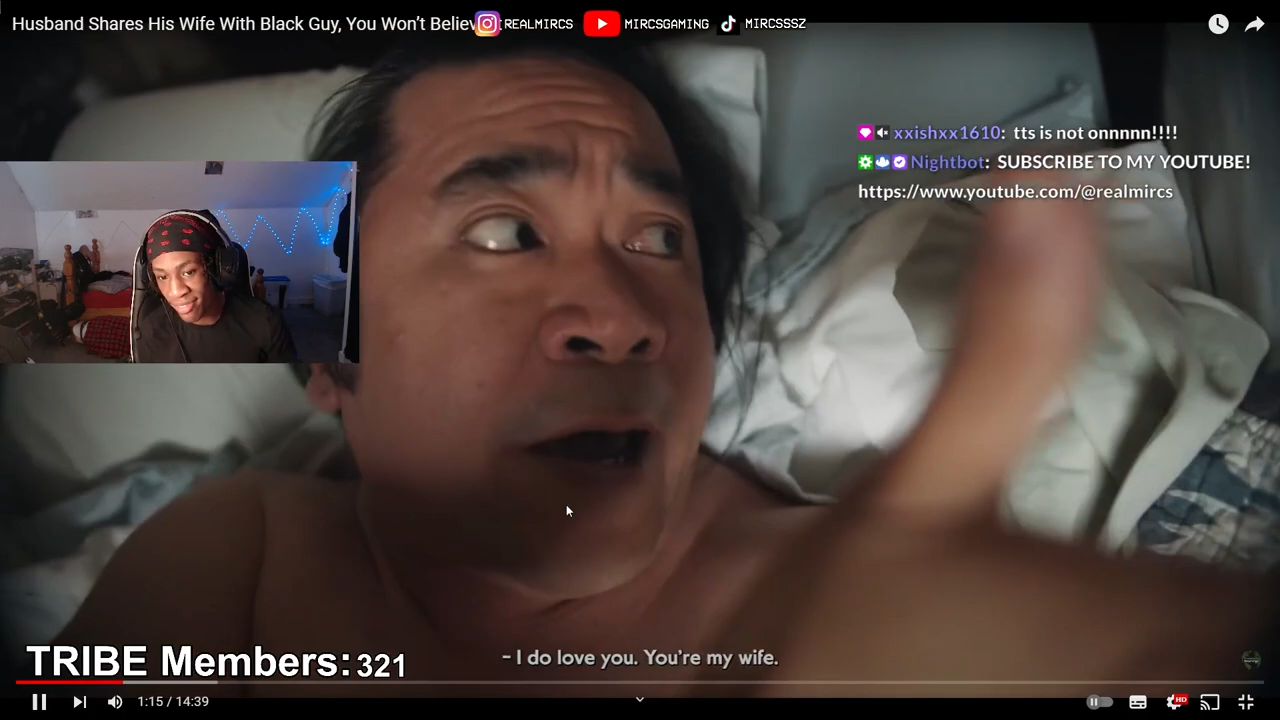 Husband Shares His Wife With Black Guy, You Won't Believ
REALMIRCS
MIRCSGAMING
MIRCSSSZ
xxishxx1610: tts is not onnnnn!!!!
Nightbot: SUBSCRIBE TO MY YOUTUBE!
https://www.youtube.com/@realmircs
- I do love you. You're my wife.
TRIBE Members: 321
1:15 / 14:39
HD